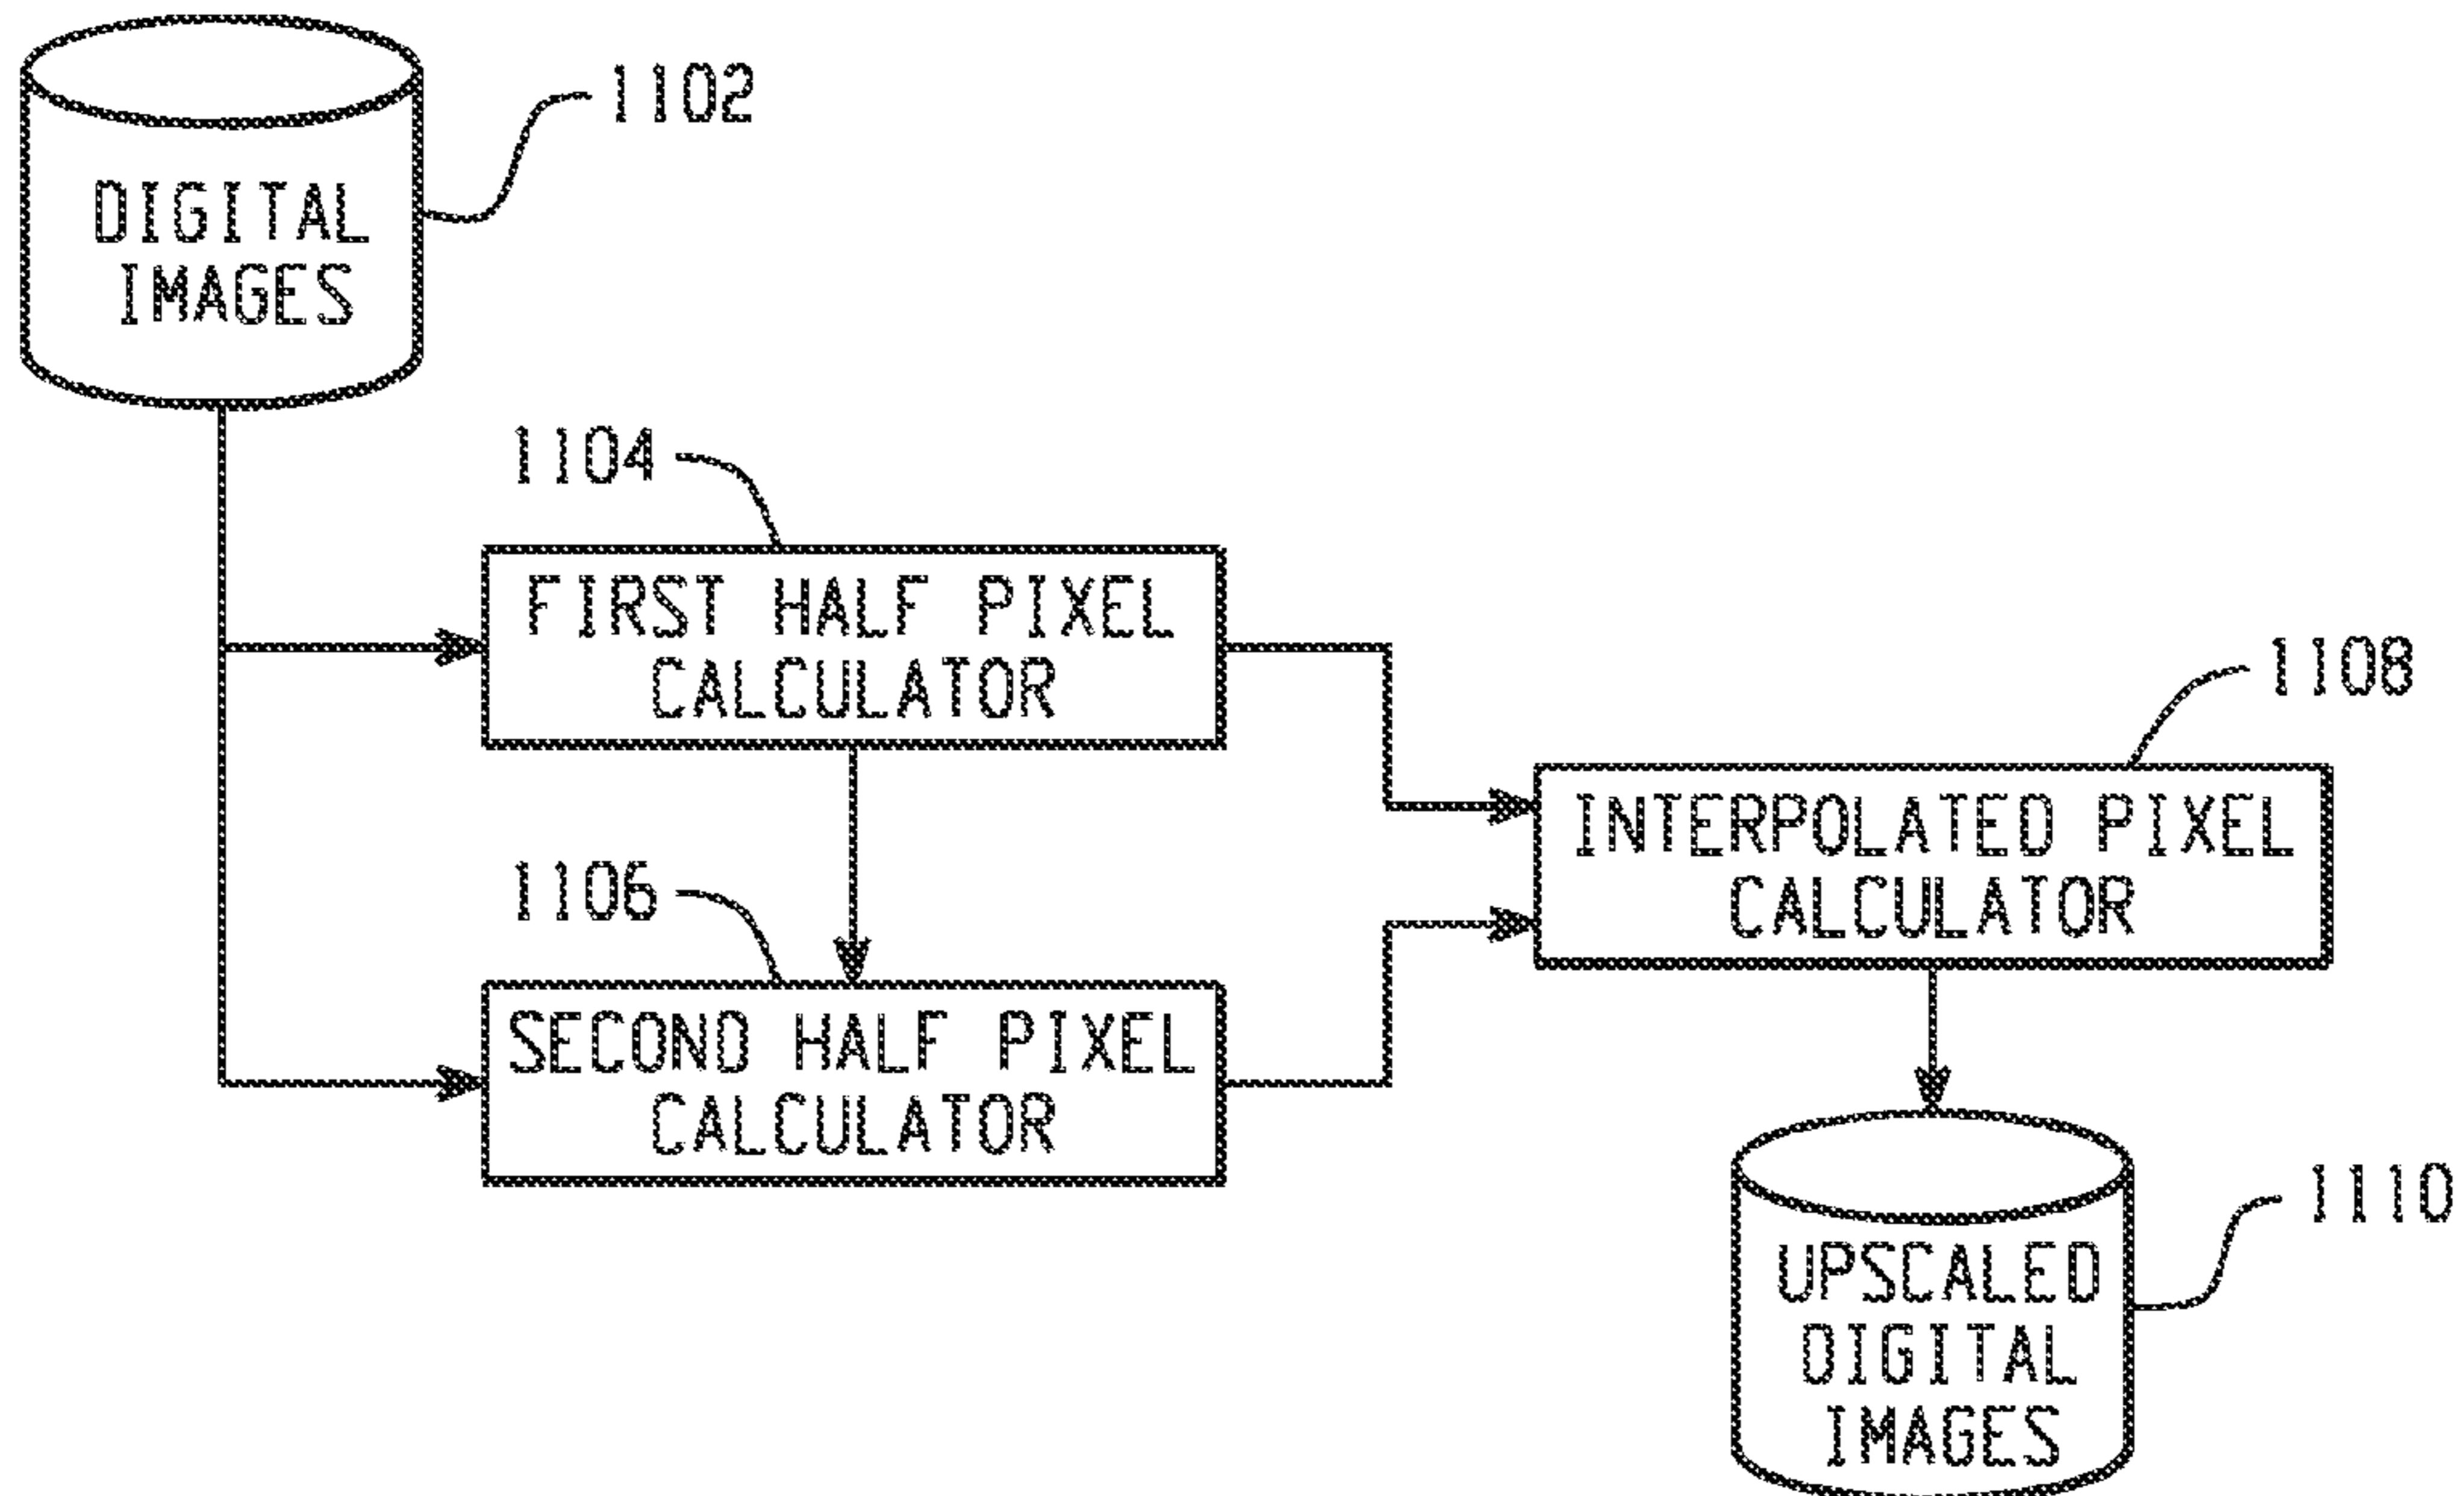 1102
DIGITAL
IMAGES
1104
FIRST HALF PIXEL
CALCULATOR
1108
INTERPOLATED PIXEL
CALCULATOR
1106
SECOND HALF PIXEL
CALCULATOR
1110
UPSCALED
DIGITAL
IMAGES